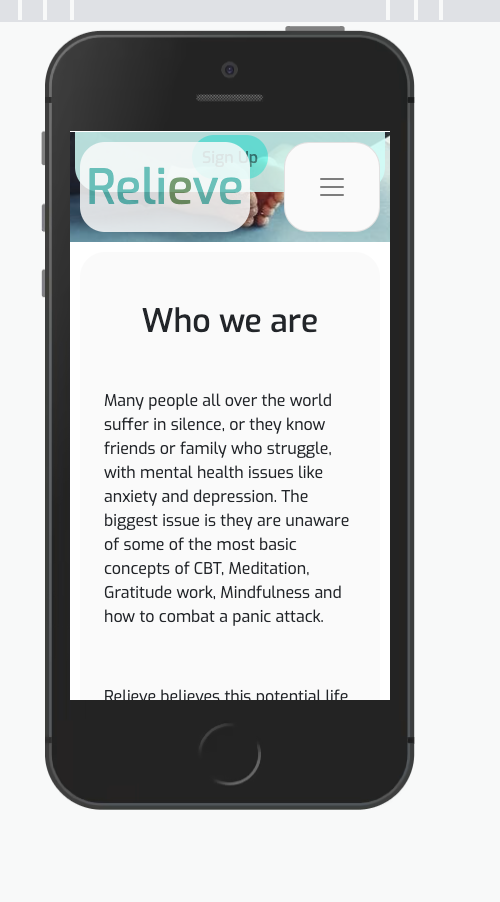 Sign Up
Relieve
Who we are
Many people all over the world
suffer in silence, or they know
friends or family who struggle,
with mental health issues like
anxiety and depression. The
biggest issue is they are unaware
of some of the most basic
concepts of CBT, Meditation,
Gratitude work, Mindfulness and
how to combat a panic attack.
Relieve believes this potential life